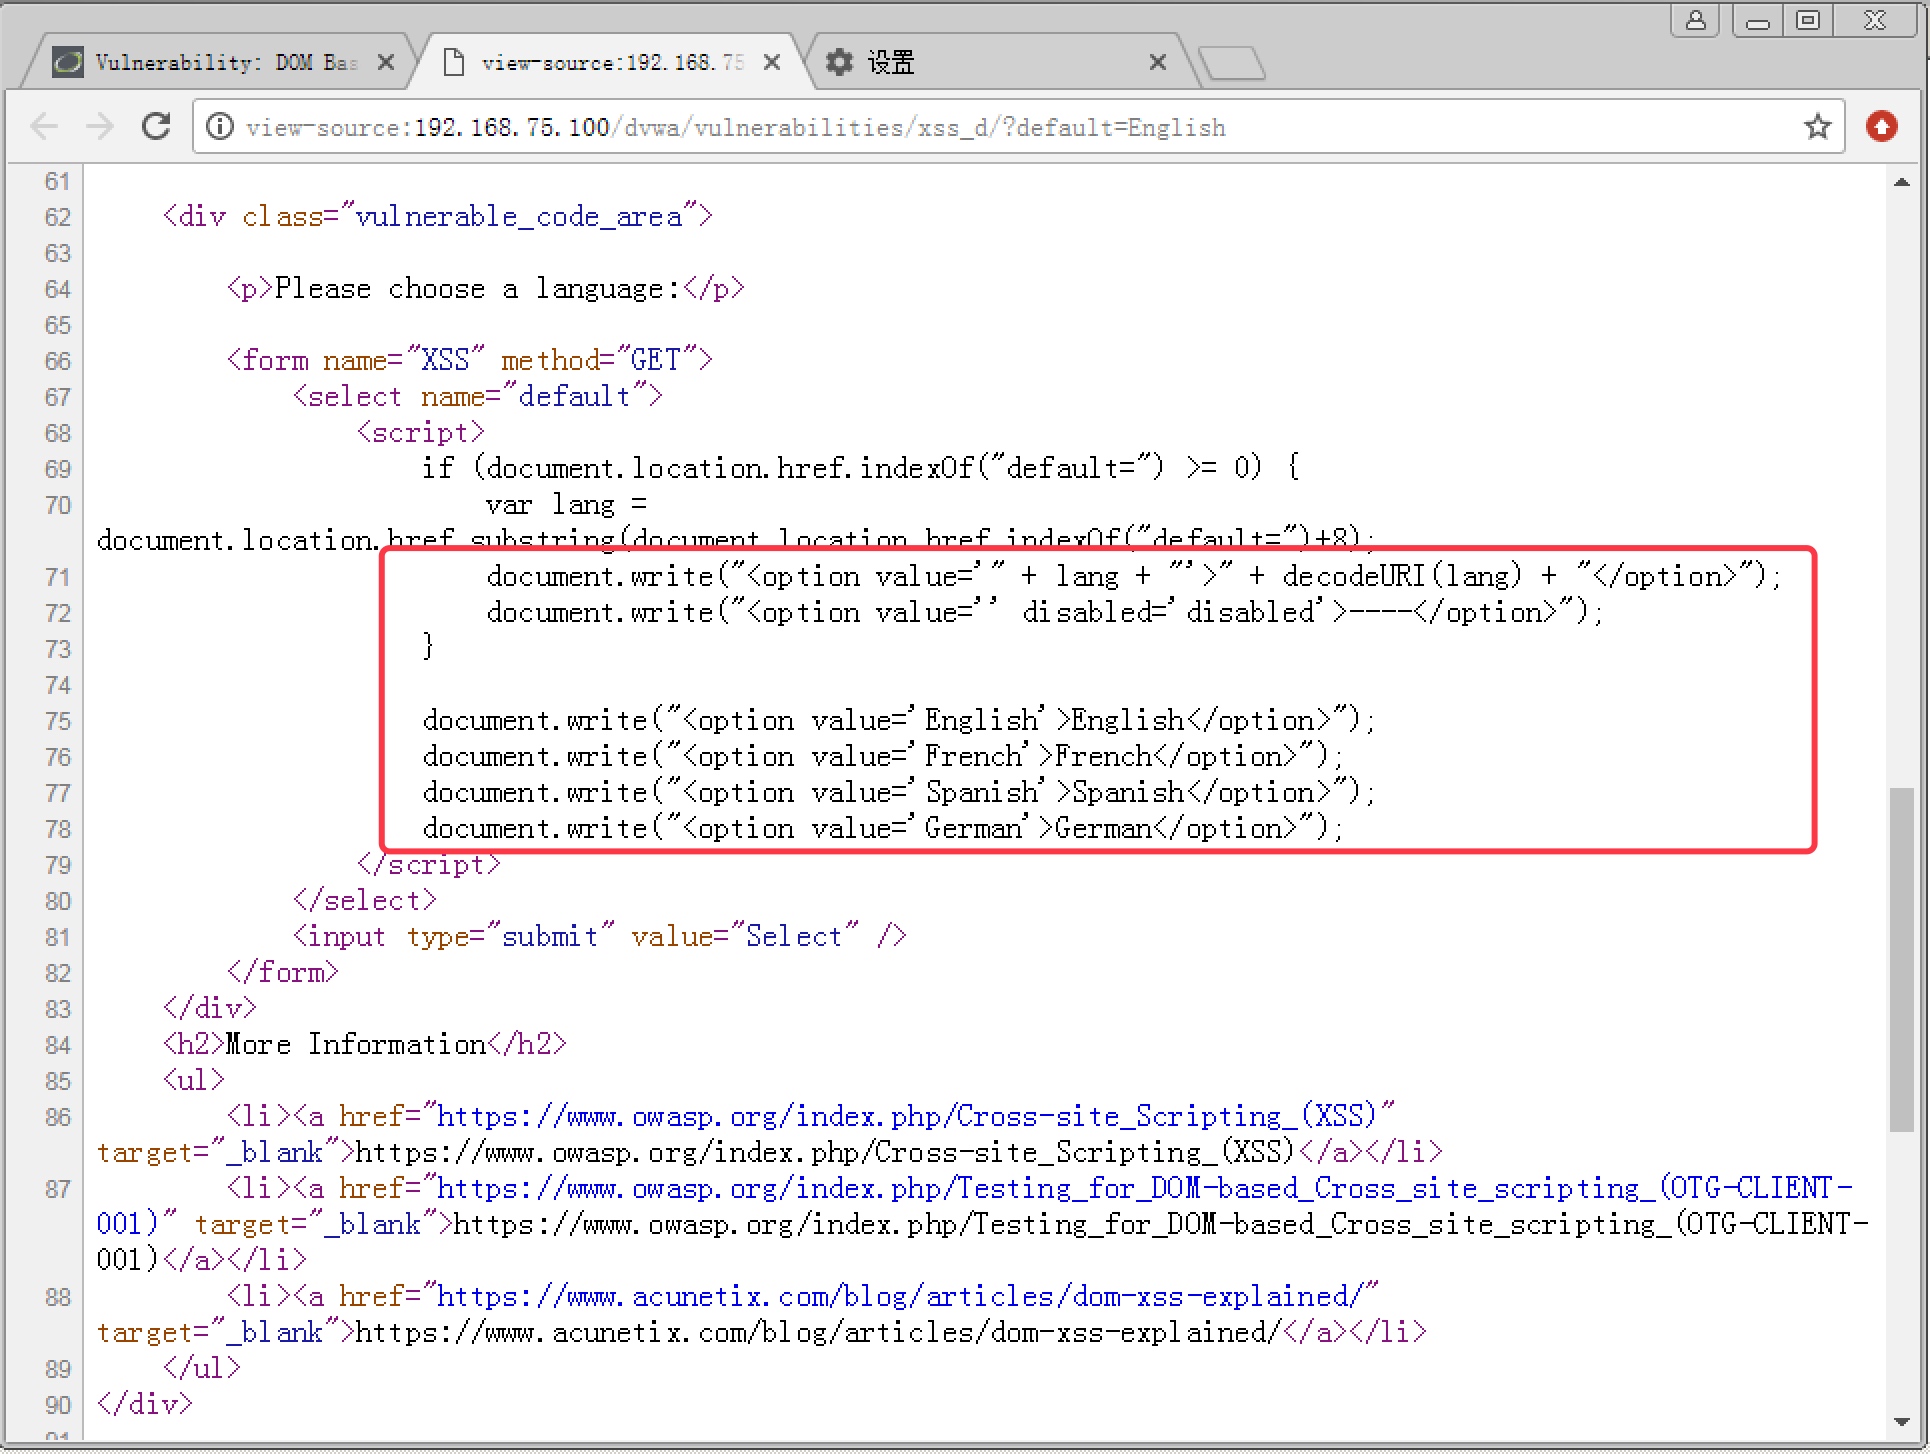 Vulnerability: DOM Bas
view-source:192.168.75
设置
view-source:192.168.75.100/dvwa/vulnerabilities/xss_d/?default=English
61
62 <div class="vulnerable_code_area">
63
64 <p>Please choose a language:</p>
65
66 <form name="XSS" method="GET">
67 <select name="default">
68 <script>
69 if (document.location.href.indexOf("default=") >= 0) {
70 var lang =
document.location.href.substring(document.location.href.indexOf("default=")+8);
71 document.write("<option value='" + lang + "'>" + decodeURI(lang) + "</option>");
72 document.write("<option value='' disabled='disabled'>----</option>");
73 }
74
75 document.write("<option value='English'>English</option>");
76 document.write("<option value='French'>French</option>");
77 document.write("<option value='Spanish'>Spanish</option>");
78 document.write("<option value='German'>German</option>");
79 </script>
80 </select>
81 <input type="submit" value="Select" />
82 </form>
83 </div>
84 <h2>More Information</h2>
85 <ul>
86 <li><a href="https://www.owasp.org/index.php/Cross-site_Scripting_(XSS)"
target="_blank">https://www.owasp.org/index.php/Cross-site_Scripting_(XSS)</a></li>
87 <li><a href="https://www.owasp.org/index.php/Testing_for_DOM-based_Cross_site_scripting_(OTG-CLIENT-
001)" target="_blank">https://www.owasp.org/index.php/Testing_for_DOM-based_Cross_site_scripting_(OTG-CLIENT-
001)</a></li>
88 <li><a href="https://www.acunetix.com/blog/articles/dom-xss-explained/"
target="_blank">https://www.acunetix.com/blog/articles/dom-xss-explained/</a></li>
89 </ul>
90 </div>
91